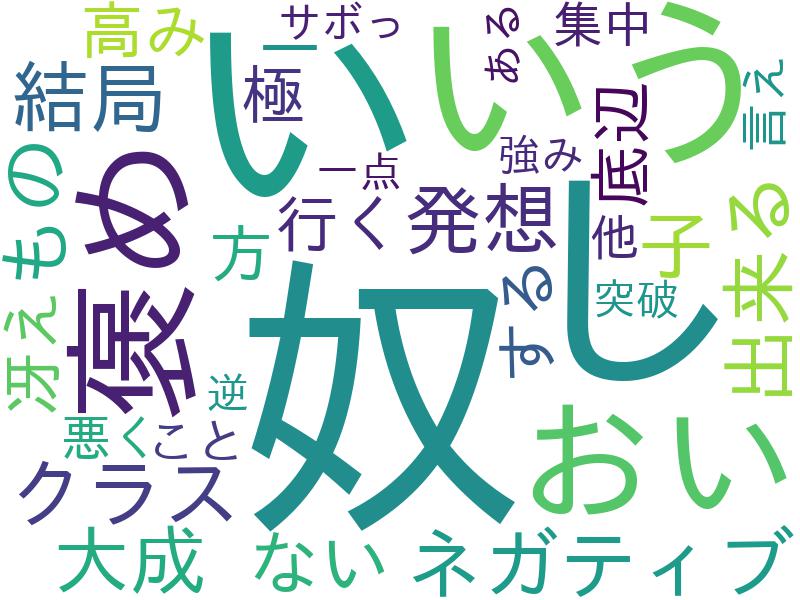 高み
サボっ
ある
集中
いい
う
言え
結局
極
底辺
一点
強み
もの
褒め
行く
発想
し
他
子
出来る
方
奴
する
突破
冴え
逆
悪く
こと
クラス
おい
大成
ない
ネガティブ
い
ー